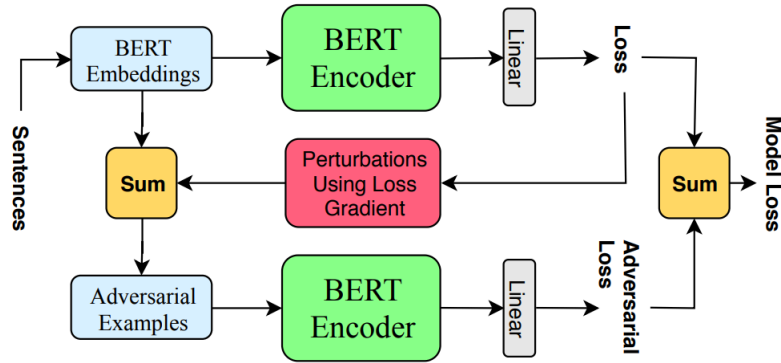 Sentences
BERT
Embeddings
BERT
Encoder
Linear
Loss
Sum
Perturbations
Using Loss
Gradient
Sum
Model Loss
Adversarial
Examples
BERT
Encoder
Linear
Adversarial
Loss